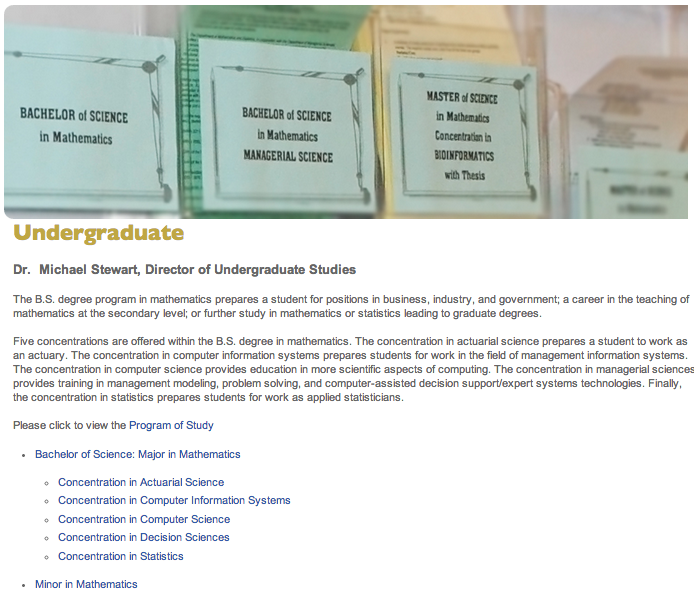 BACHELOR of SCIENCE
in Mathematics
BACHELOR of SCIENCE
in Mathematics
MANAGERIAL SCIENCE
MASTER of SCIENCE
in Mathematics
Concentration in
BIOINFORMATICS
with Thesis
Undergraduate
Dr.  Michael Stewart, Director of Undergraduate Studies
The B.S. degree program in mathematics prepares a student for positions in business, industry, and government; a career in the teaching of
mathematics at the secondary level; or further study in mathematics or statistics leading to graduate degrees.
Five concentrations are offered within the B.S. degree in mathematics. The concentration in actuarial science prepares a student to work as
an actuary. The concentration in computer information systems prepares students for work in the field of management information systems.
The concentration in computer science provides education in more scientific aspects of computing. The concentration in managerial sciences
provides training in management modeling, problem solving, and computer-assisted decision support/expert systems technologies. Finally,
the concentration in statistics prepares students for work as applied statisticians.
Please click to view the Program of Study
Bachelor of Science: Major in Mathematics
Concentration in Actuarial Science
Concentration in Computer Information Systems
Concentration in Computer Science
Concentration in Decision Sciences
Concentration in Statistics
Minor in Mathematics